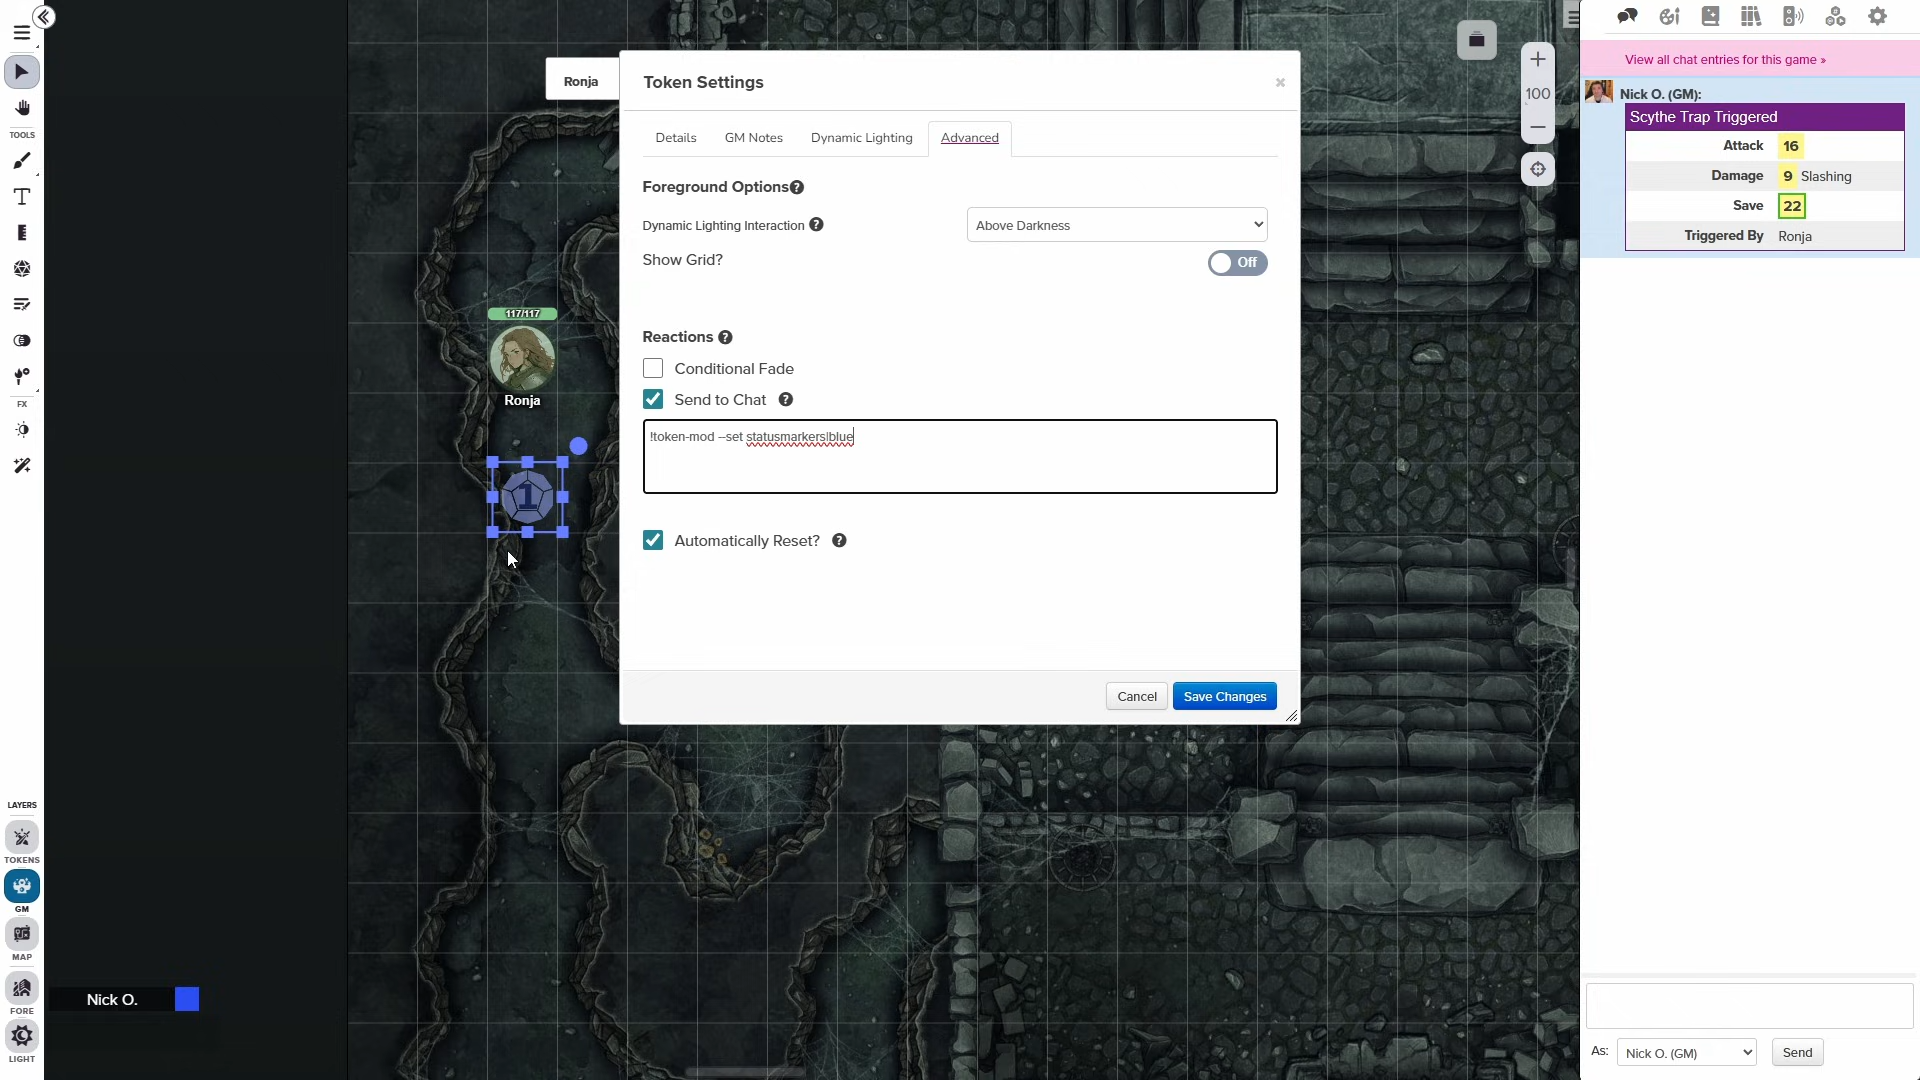 TOOLS
FX
LAYERS
TOKENS
GM
MAP
FORE
LIGHT
Nick O.
Ronja
117/117
Ronja
1
Token Settings
Details
GM Notes
Dynamic Lighting
Advanced
Foreground Options
Dynamic Lighting Interaction
Above Darkness
Show Grid?
Off
Reactions
Conditional Fade
Send to Chat
!token-mod --set statusmarkers|blue
Automatically Reset?
Cancel
Save Changes
100
View all chat entries for this game »
Nick O. (GM):
Scythe Trap Triggered
Attack 16
Damage 9 Slashing
Save 22
Triggered By Ronja
As: Nick O. (GM)
Send